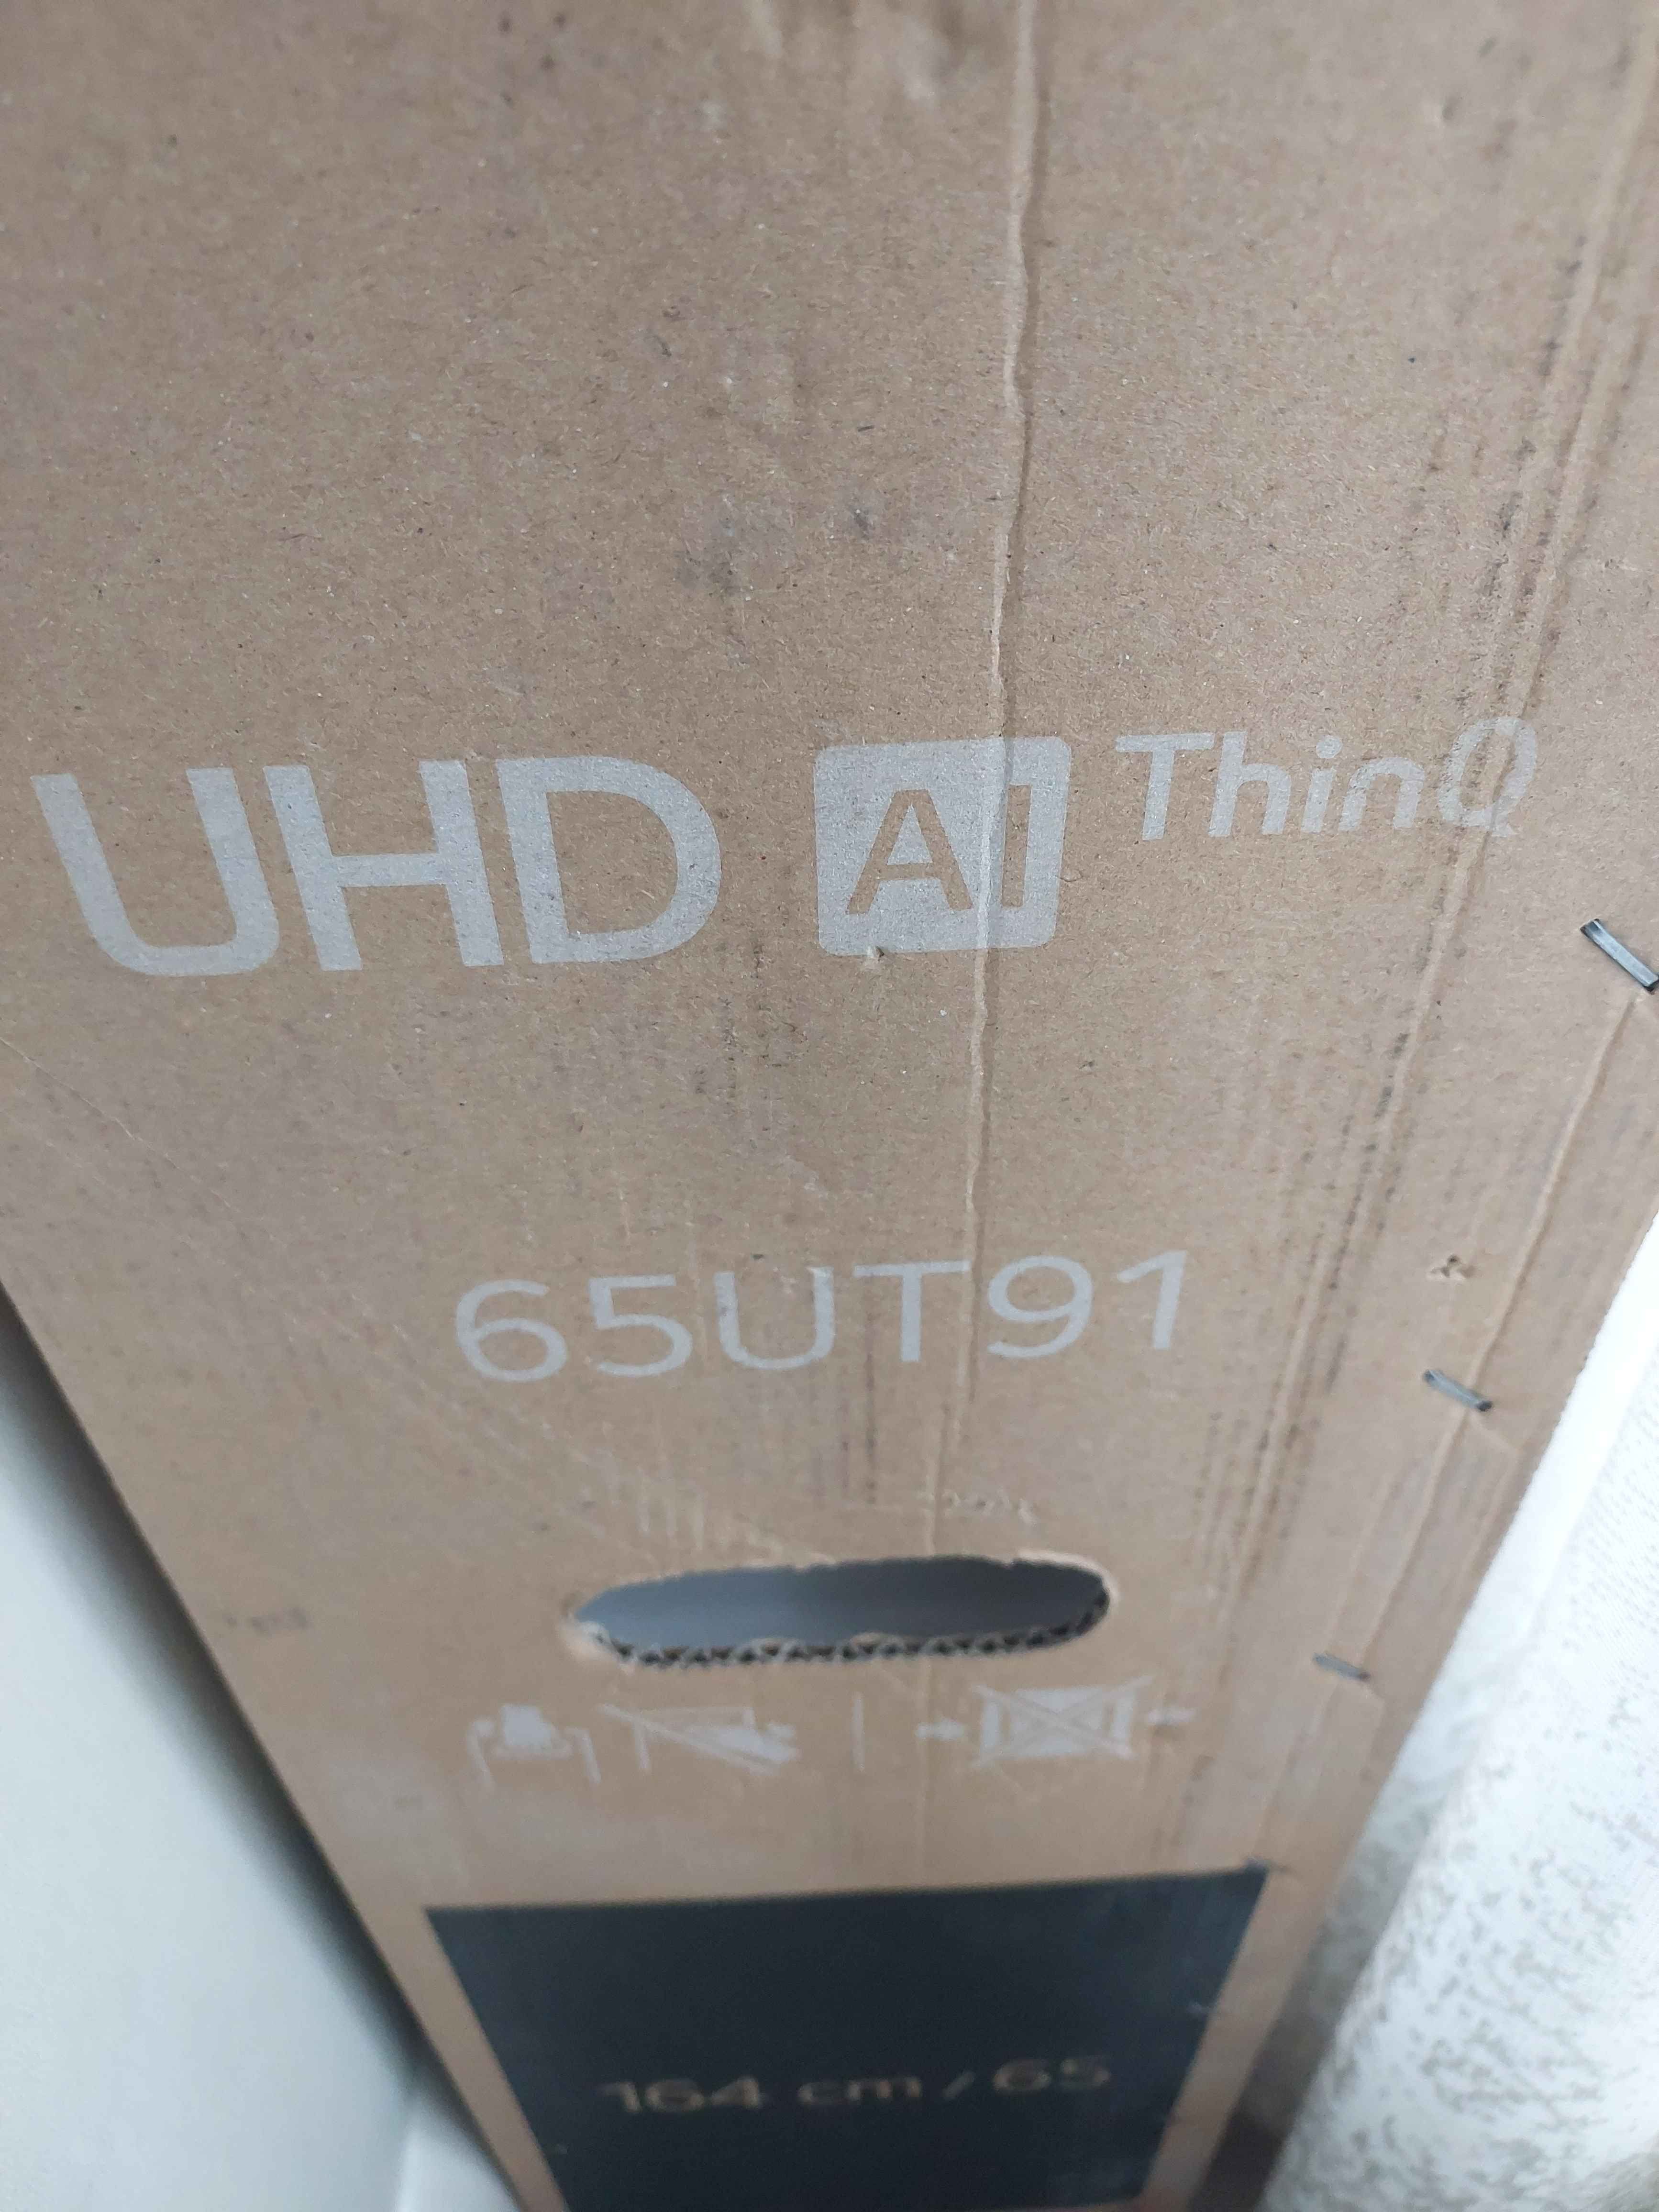 UHD AI ThinQ
65UT91
164 cm / 65